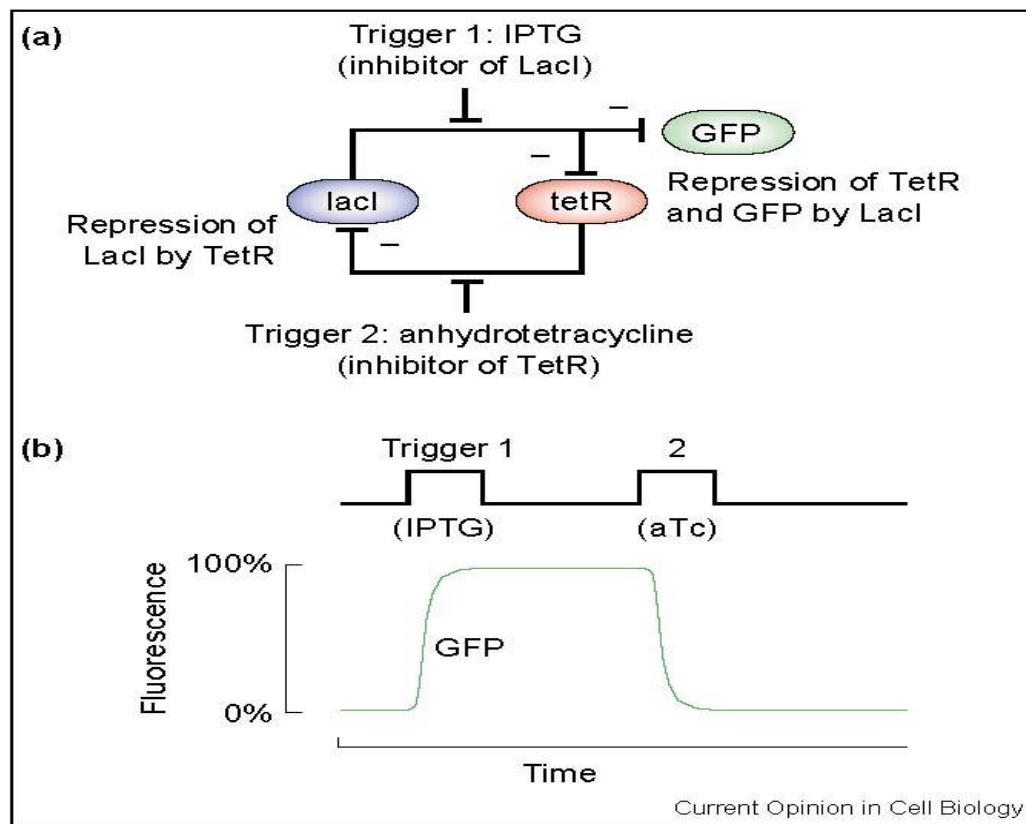 (a)
Trigger 1: IPTG
(inhibitor of LacI)
–
GFP
–
lacI
tetR
Repression of TetR
and GFP by LacI
Repression of
LacI by TetR
–
Trigger 2: anhydrotetracycline
(inhibitor of TetR)
(b)
Trigger 1
2
(IPTG)
(aTc)
100%
Fluorescence
GFP
0%
Time
Current Opinion in Cell Biology